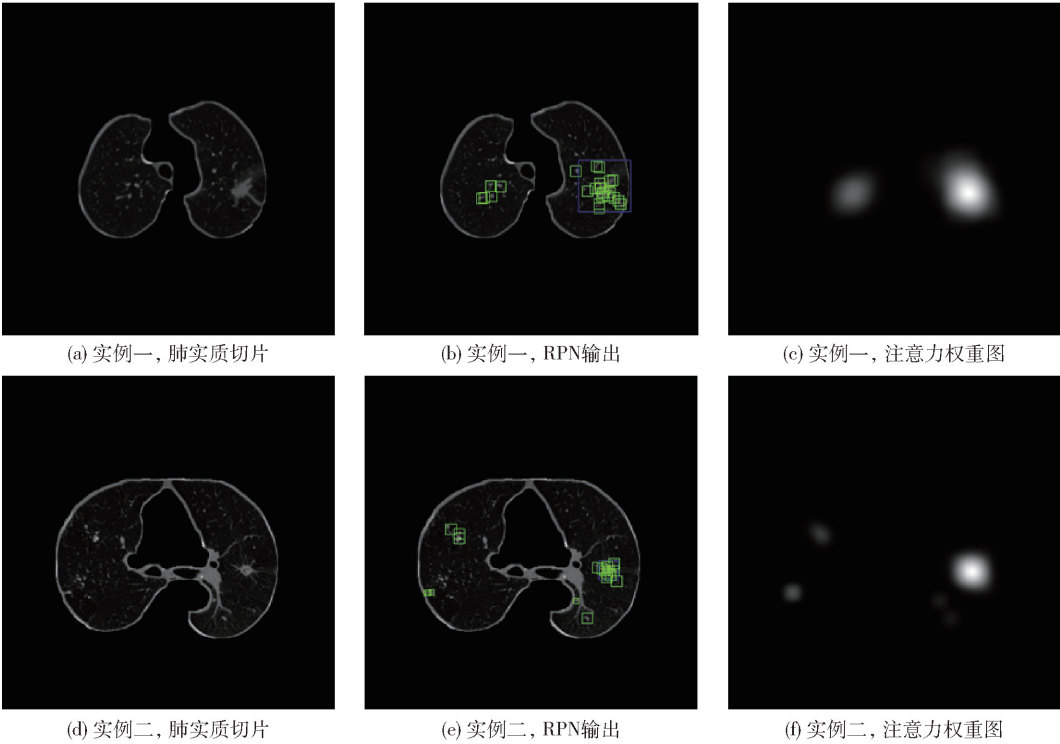 (a) 实例一, 肺实质切片
(b) 实例一, RPN输出
(c) 实例一, 注意力权重图
(d) 实例二, 肺实质切片
(e) 实例二, RPN输出
(f) 实例二, 注意力权重图